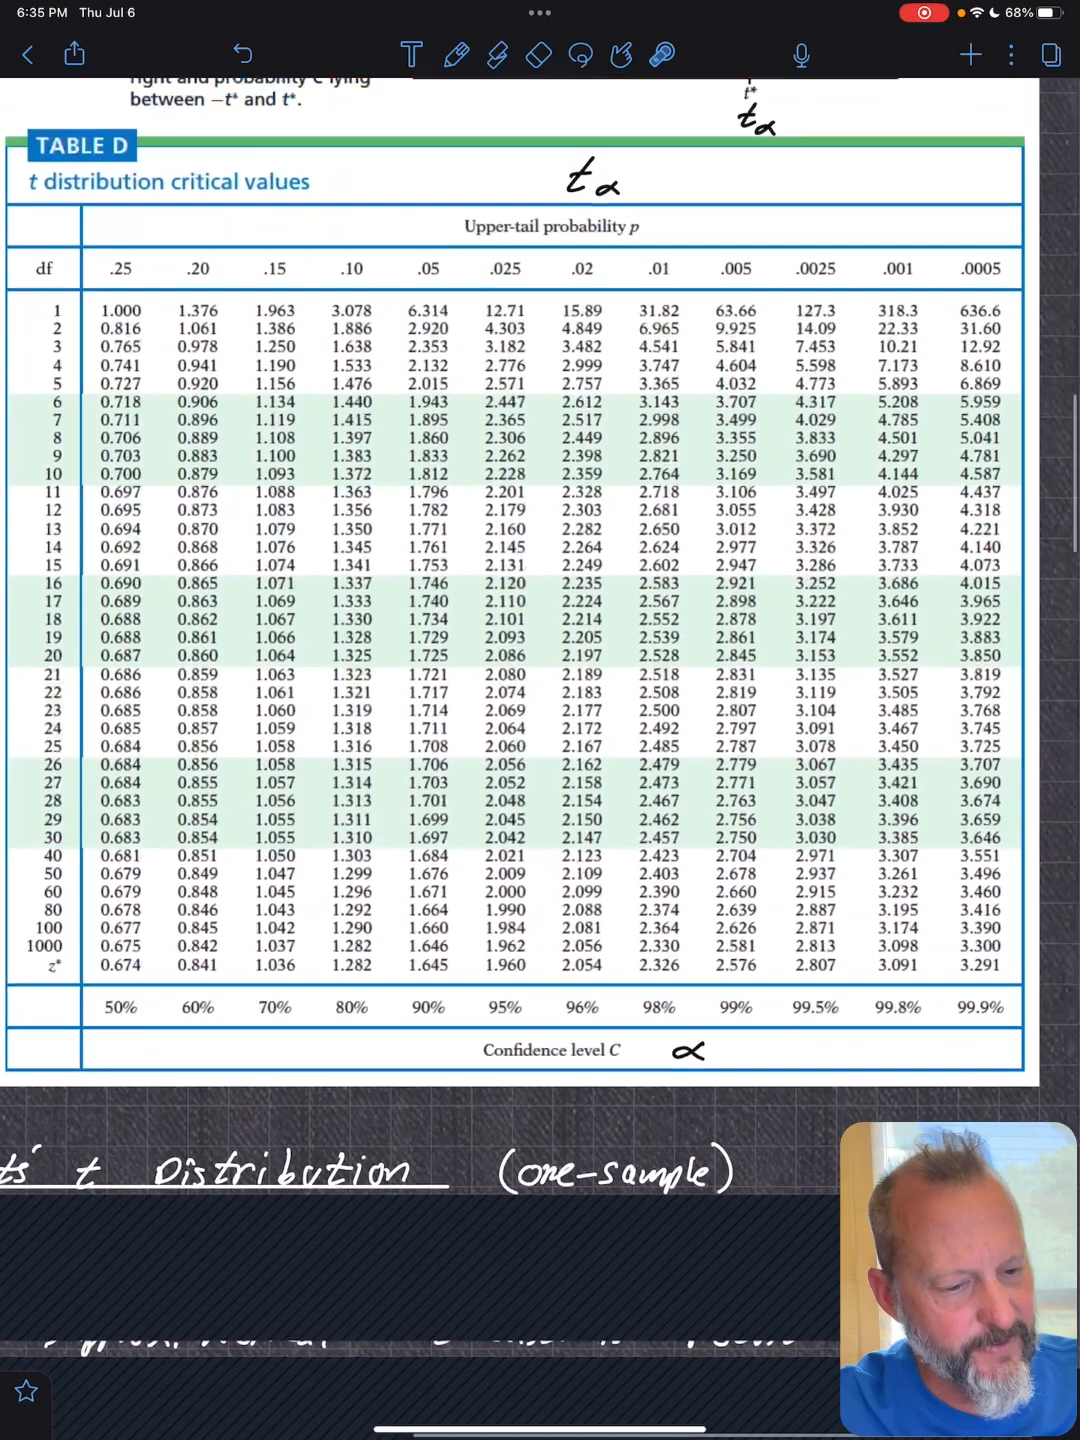 6:35 PM Thu Jul 6
68%
between −t* and t*.
t*
tα
TABLE D
t distribution critical values
tα
Upper-tail probability p
df .25 .20 .15 .10 .05 .025 .02 .01 .005 .0025 .001 .0005
1 1.000 1.376 1.963 3.078 6.314 12.71 15.89 31.82 63.66 127.3 318.3 636.6
2 0.816 1.061 1.386 1.886 2.920 4.303 4.849 6.965 9.925 14.09 22.33 31.60
3 0.765 0.978 1.250 1.638 2.353 3.182 3.482 4.541 5.841 7.453 10.21 12.92
4 0.741 0.941 1.190 1.533 2.132 2.776 2.999 3.747 4.604 5.598 7.173 8.610
5 0.727 0.920 1.156 1.476 2.015 2.571 2.757 3.365 4.032 4.773 5.893 6.869
6 0.718 0.906 1.134 1.440 1.943 2.447 2.612 3.143 3.707 4.317 5.208 5.959
7 0.711 0.896 1.119 1.415 1.895 2.365 2.517 2.998 3.499 4.029 4.785 5.408
8 0.706 0.889 1.108 1.397 1.860 2.306 2.449 2.896 3.355 3.833 4.501 5.041
9 0.703 0.883 1.100 1.383 1.833 2.262 2.398 2.821 3.250 3.690 4.297 4.781
10 0.700 0.879 1.093 1.372 1.812 2.228 2.359 2.764 3.169 3.581 4.144 4.587
11 0.697 0.876 1.088 1.363 1.796 2.201 2.328 2.718 3.106 3.497 4.025 4.437
12 0.695 0.873 1.083 1.356 1.782 2.179 2.303 2.681 3.055 3.428 3.930 4.318
13 0.694 0.870 1.079 1.350 1.771 2.160 2.282 2.650 3.012 3.372 3.852 4.221
14 0.692 0.868 1.076 1.345 1.761 2.145 2.264 2.624 2.977 3.326 3.787 4.140
15 0.691 0.866 1.074 1.341 1.753 2.131 2.249 2.602 2.947 3.286 3.733 4.073
16 0.690 0.865 1.071 1.337 1.746 2.120 2.235 2.583 2.921 3.252 3.686 4.015
17 0.689 0.863 1.069 1.333 1.740 2.110 2.224 2.567 2.898 3.222 3.646 3.965
18 0.688 0.862 1.067 1.330 1.734 2.101 2.214 2.552 2.878 3.197 3.611 3.922
19 0.688 0.861 1.066 1.328 1.729 2.093 2.205 2.539 2.861 3.174 3.579 3.883
20 0.687 0.860 1.064 1.325 1.725 2.086 2.197 2.528 2.845 3.153 3.552 3.850
21 0.686 0.859 1.063 1.323 1.721 2.080 2.189 2.518 2.831 3.135 3.527 3.819
22 0.686 0.858 1.061 1.321 1.717 2.074 2.183 2.508 2.819 3.119 3.505 3.792
23 0.685 0.858 1.060 1.319 1.714 2.069 2.177 2.500 2.807 3.104 3.485 3.768
24 0.685 0.857 1.059 1.318 1.711 2.064 2.172 2.492 2.797 3.091 3.467 3.745
25 0.684 0.856 1.058 1.316 1.708 2.060 2.167 2.485 2.787 3.078 3.450 3.725
26 0.684 0.856 1.058 1.315 1.706 2.056 2.162 2.479 2.779 3.067 3.435 3.707
27 0.684 0.855 1.057 1.314 1.703 2.052 2.158 2.473 2.771 3.057 3.421 3.690
28 0.683 0.855 1.056 1.313 1.701 2.048 2.154 2.467 2.763 3.047 3.408 3.674
29 0.683 0.854 1.055 1.311 1.699 2.045 2.150 2.462 2.756 3.038 3.396 3.659
30 0.683 0.854 1.055 1.310 1.697 2.042 2.147 2.457 2.750 3.030 3.385 3.646
40 0.681 0.851 1.050 1.303 1.684 2.021 2.123 2.423 2.704 2.971 3.307 3.551
50 0.679 0.849 1.047 1.299 1.676 2.009 2.109 2.403 2.678 2.937 3.261 3.496
60 0.679 0.848 1.045 1.296 1.671 2.000 2.099 2.390 2.660 2.915 3.232 3.460
80 0.678 0.846 1.043 1.292 1.664 1.990 2.088 2.374 2.639 2.887 3.195 3.416
100 0.677 0.845 1.042 1.290 1.660 1.984 2.081 2.364 2.626 2.871 3.174 3.390
1000 0.675 0.842 1.037 1.282 1.646 1.962 2.056 2.330 2.581 2.813 3.098 3.300
z* 0.674 0.841 1.036 1.282 1.645 1.960 2.054 2.326 2.576 2.807 3.091 3.291
50% 60% 70% 80% 90% 95% 96% 98% 99% 99.5% 99.8% 99.9%
Confidence level C α
ts' t Distribution (one-sample)